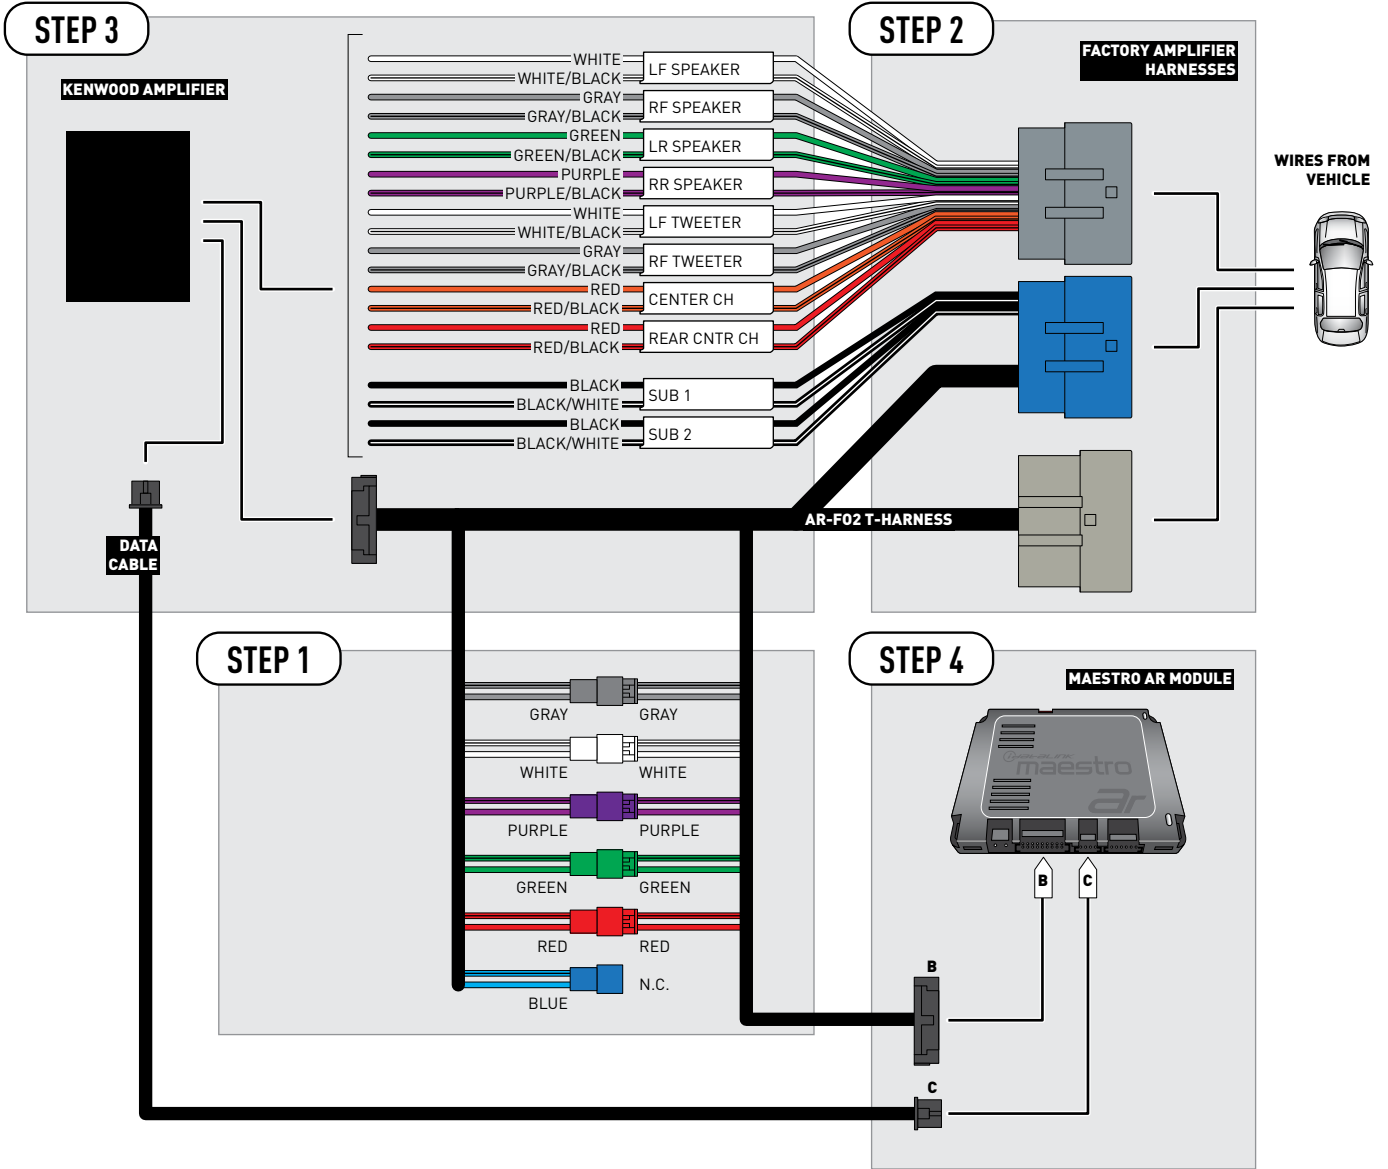 STEP 3
STEP 2
KENWOOD AMPLIFIER
FACTORY AMPLIFIER
HARNESSES
WHITE
WHITE/BLACK
LF SPEAKER
GRAY
GRAY/BLACK
RF SPEAKER
GREEN
GREEN/BLACK
LR SPEAKER
PURPLE
PURPLE/BLACK
RR SPEAKER
WHITE
WHITE/BLACK
LF TWEETER
GRAY
GRAY/BLACK
RF TWEETER
RED
RED/BLACK
CENTER CH
RED
RED/BLACK
REAR CNTR CH
BLACK
BLACK/WHITE
SUB 1
BLACK
BLACK/WHITE
SUB 2
WIRES FROM
VEHICLE
AR-FO2 T-HARNESS
DATA
CABLE
STEP 1
STEP 4
GRAY GRAY
WHITE WHITE
PURPLE PURPLE
GREEN GREEN
RED RED
BLUE N.C.
MAESTRO AR MODULE
maestro
ar
B C
B
C